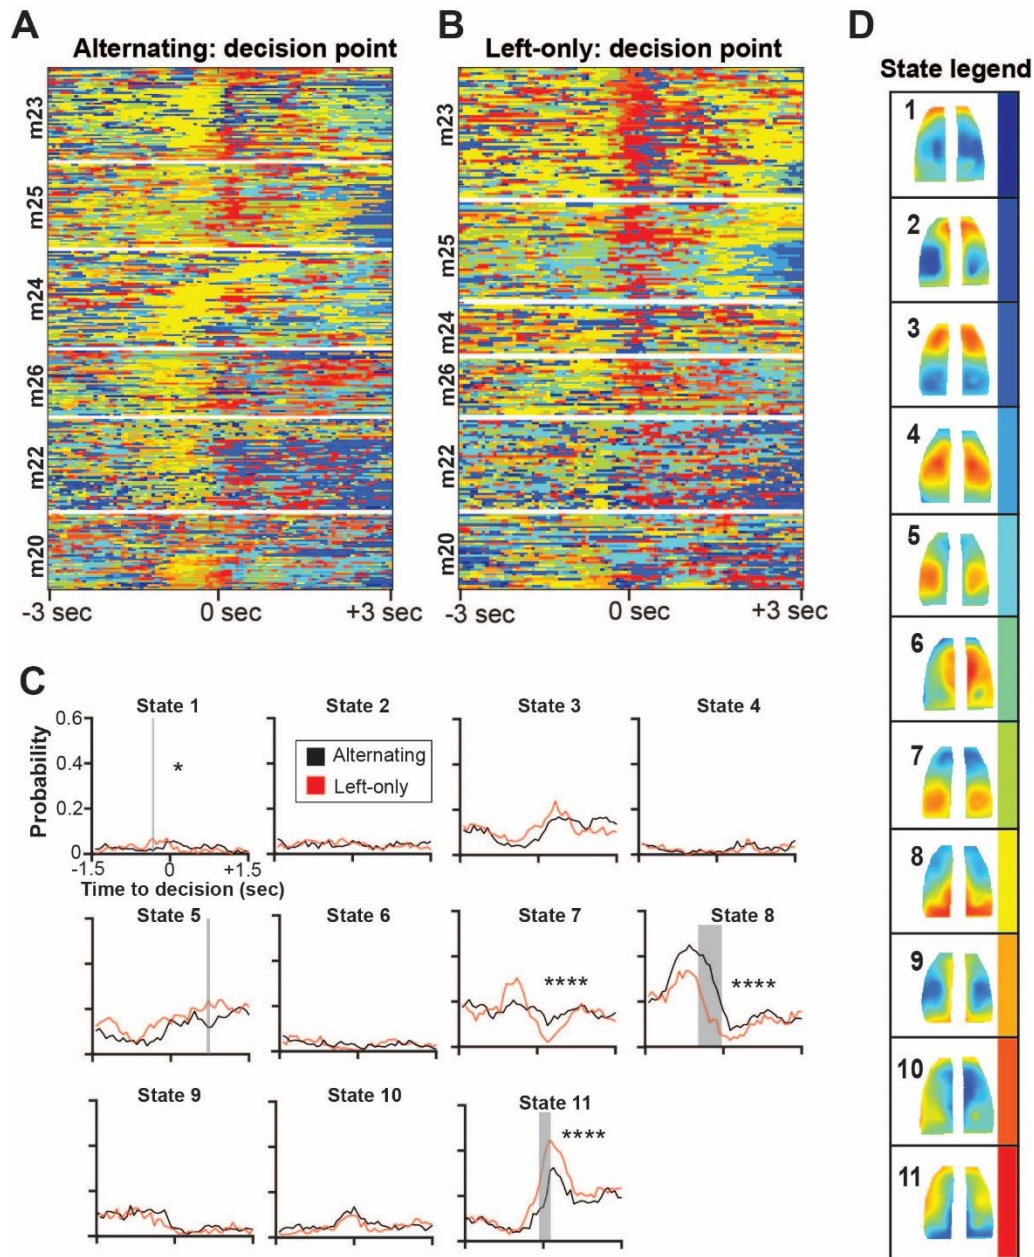 A
Alternating: decision point
m23
m25
m24
m26
m22
m20
-3 sec
0 sec
+3 sec
B
Left-only: decision point
m23
m25
m24
m26
m22
m20
-3 sec
0 sec
+3 sec
C
State 1
Probability
0.6
0.4
0.2
0
*
-1.5
0
+1.5
Time to decision (sec)
State 2
Alternating
Left-only
State 3
State 4
State 5
State 6
State 7
****
State 8
****
State 9
State 10
State 11
****
D
State legend
1
2
3
4
5
6
7
8
9
10
11